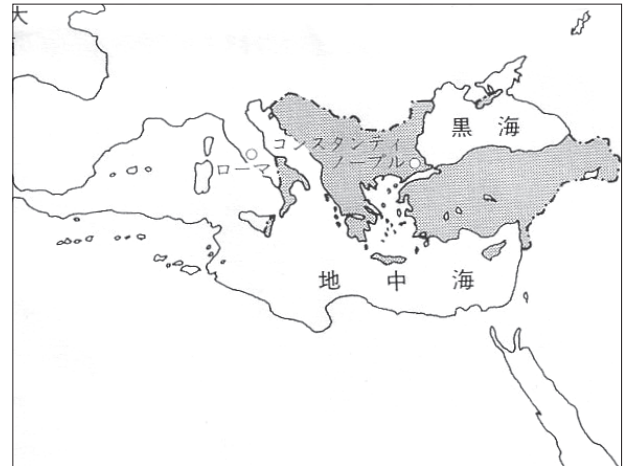 大
黒海
コンスタンティ
ノープル
ローマ
地中海